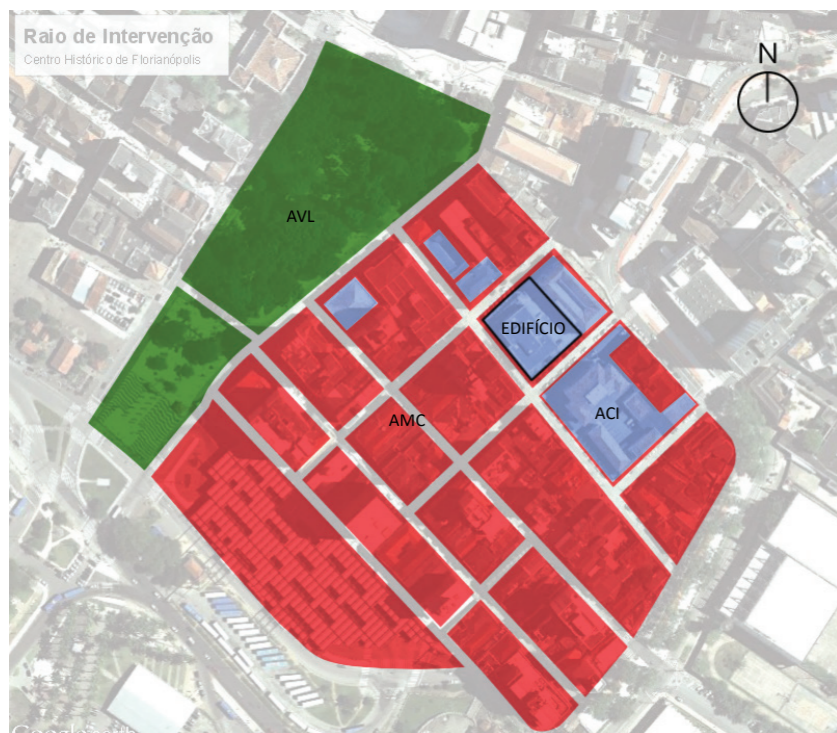 Raio de Intervenção
Centro Histórico de Florianópolis
N
AVL
EDIFÍCIO
AMC
ACI